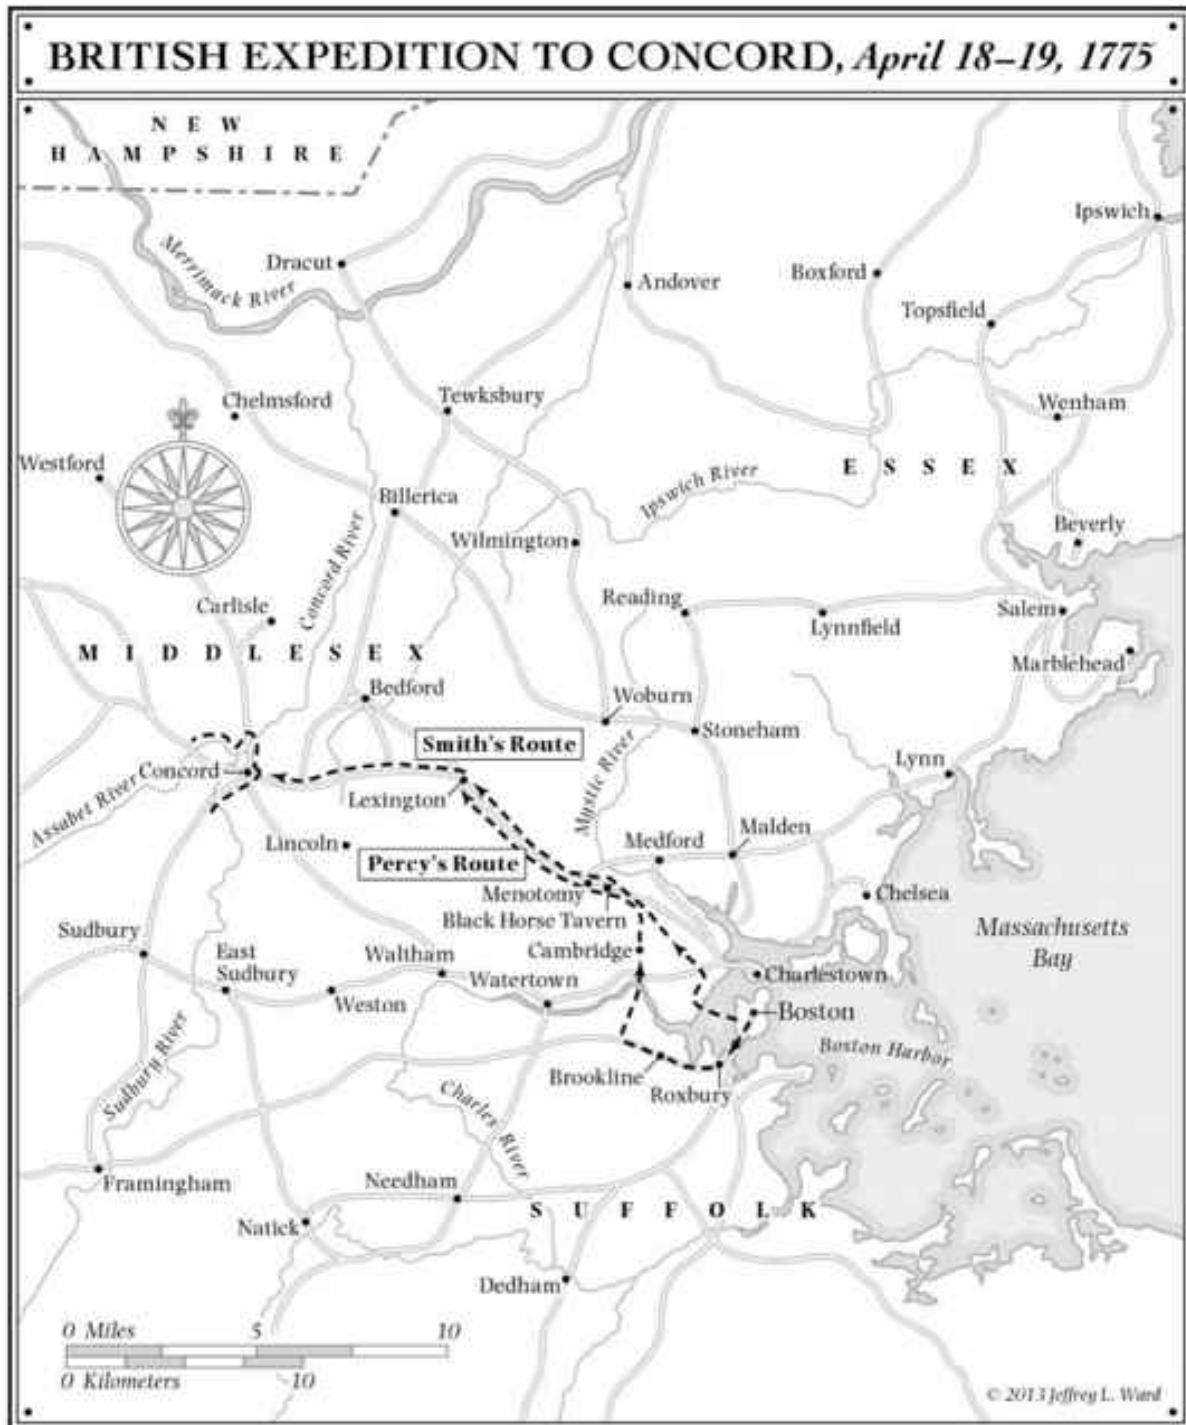 BRITISH EXPEDITION TO CONCORD, April 18–19, 1775
NEW
HAMPSHIRE
Ipswich
Merrimack River
Dracut
Andover
Boxford
Topsfield
Chelmsford
Tewksbury
Wenham
Westford
ESSEX
Ipswich River
Billerica
Beverly
Wilmington
Concord River
Carlisle
Reading
Lynnfield
Salem
MIDDLESEX
Marblehead
Bedford
Woburn
Stoneham
Smith's Route
Mystic River
Lynn
Concord
Assabet River
Lexington
Lincoln
Medford
Malden
Percy's Route
Menotomy
Black Horse Tavern
Chelsea
Sudbury
East
Sudbury
Waltham
Cambridge
Massachusetts
Bay
Watertown
Charlestown
Weston
Boston
Sudbury River
Boston Harbor
Brookline
Roxbury
Charles River
Framingham
Needham
SUFFOLK
Natick
Dedham
0 Miles 5 10
0 Kilometers 10
© 2013 Jeffrey L. Ward